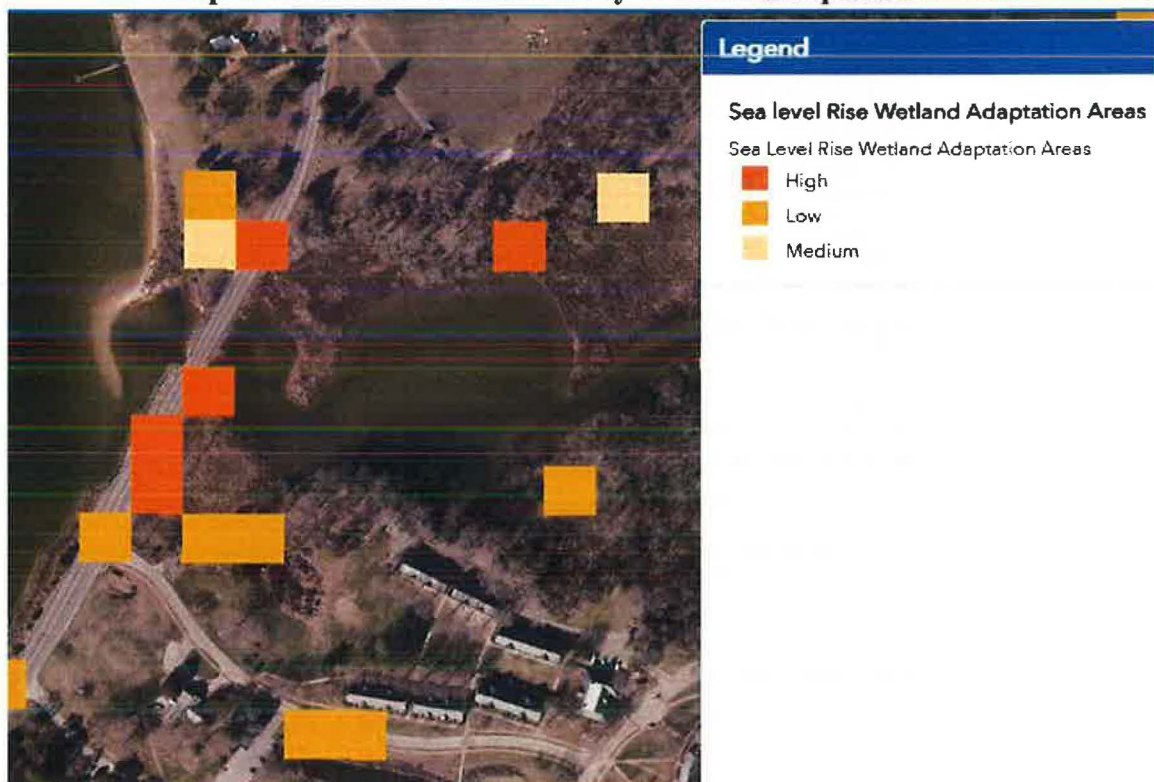 Legend
Sea level Rise Wetland Adaptation Areas
Sea Level Rise Wetland Adaptation Areas
High
Low
Medium